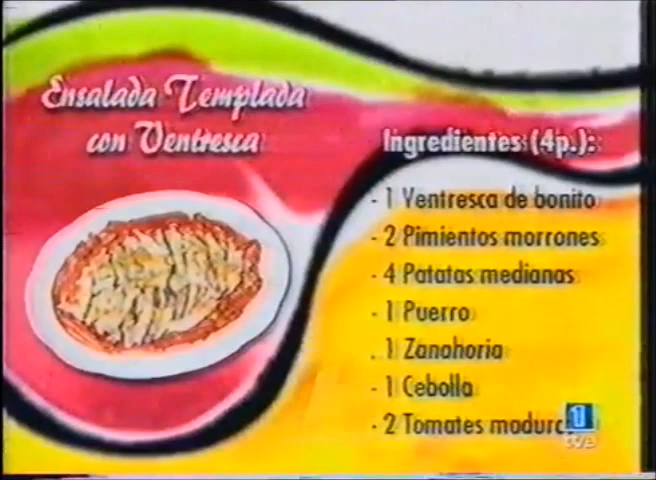 Ensalada Templada
con Ventresca
Ingredientes (4p.):
- 1 Ventresca de bonito
- 2 Pimientos morrones
- 4 Patatas medianas
- 1 Puerro
- 1 Zanahoria
- 1 Cebolla
- 2 Tomates
1
tve